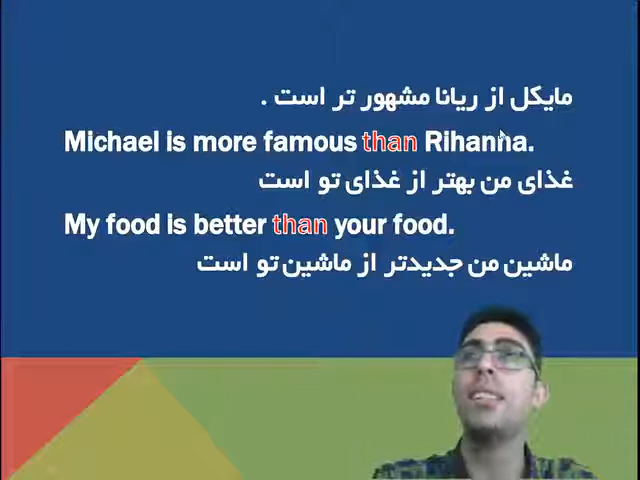 مایکل از ریانا مشهور تر است .
Michael is more famous than Rihanna.
غذای من بهتر از غذای تو است
My food is better than your food.
ماشین من جدیدتر از ماشین تو است